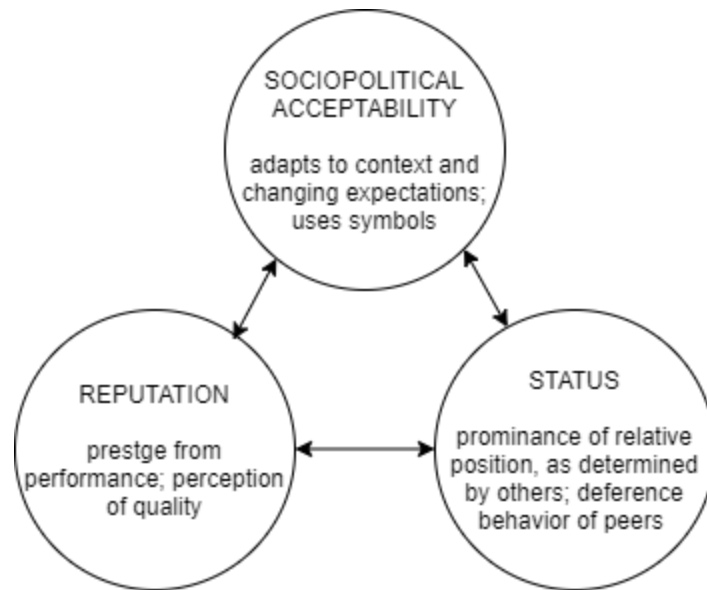 SOCIOPOLITICAL
ACCEPTABILITY
adapts to context and
changing expectations;
uses symbols
REPUTATION
prestge from
performance; perception
of quality
STATUS
prominance of relative
position, as determined
by others; deference
behavior of peers